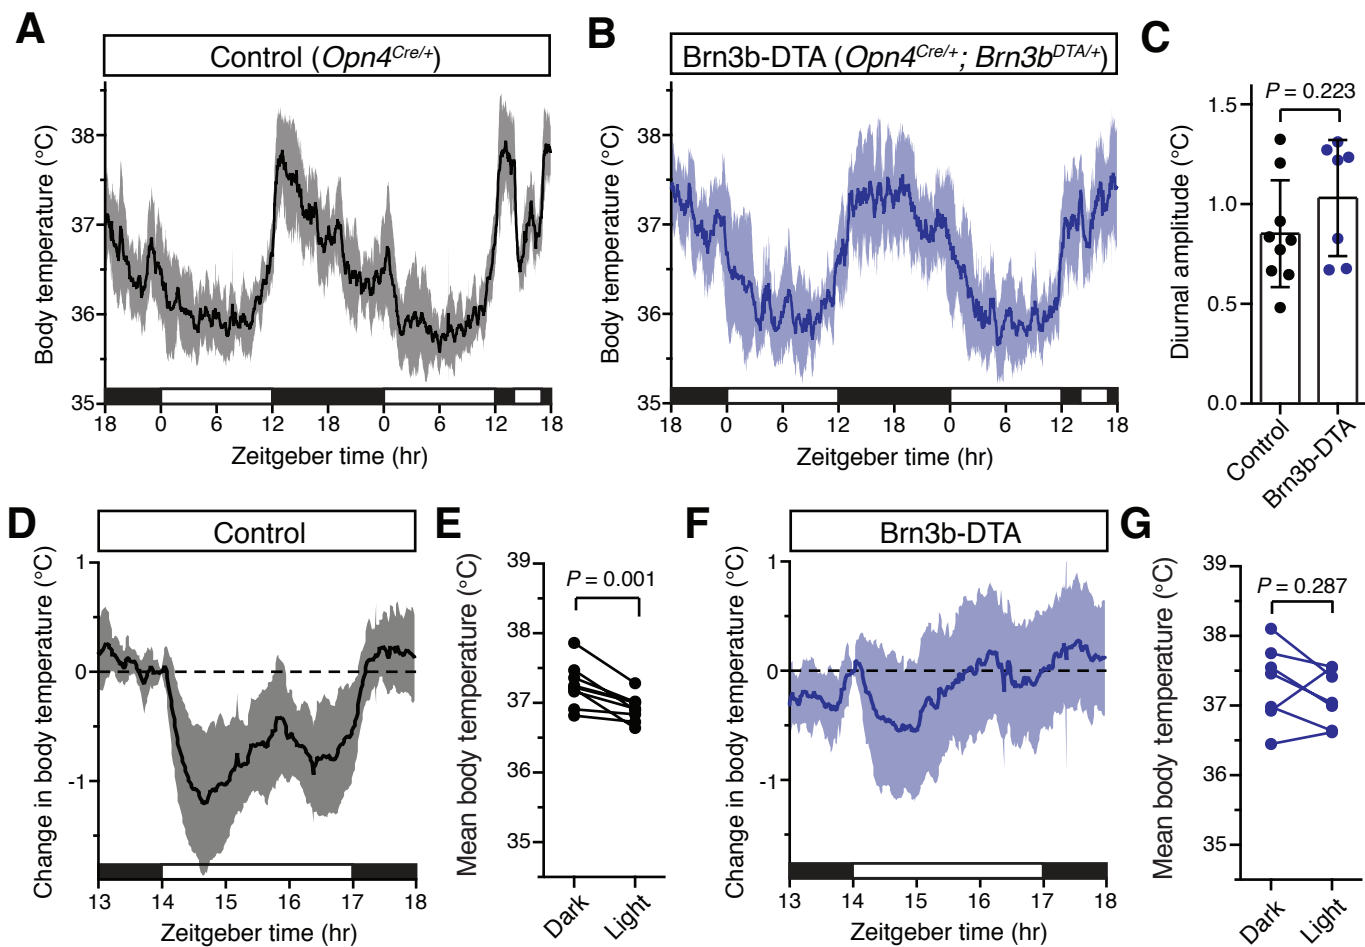 A
Control (Opn4Cre/+)
Body temperature (°C)
38
37
36
35
18 0 6 12 18 0 6 12 18
Zeitgeber time (hr)
B
Brn3b-DTA (Opn4Cre/+; Brn3bDTA/+)
Body temperature (°C)
38
37
36
35
18 0 6 12 18 0 6 12 18
Zeitgeber time (hr)
C
P = 0.223
Diurnal amplitude (°C)
1.5
1.0
0.5
0.0
Control
Brn3b-DTA
D
Control
Change in body temperature (°C)
1
0
-1
13 14 15 16 17 18
Zeitgeber time (hr)
E
P = 0.001
Mean body temperature (°C)
39
38
37
36
35
Dark
Light
F
Brn3b-DTA
Change in body temperature (°C)
1
0
-1
13 14 15 16 17 18
Zeitgeber time (hr)
G
P = 0.287
Mean body temperature (°C)
39
38
37
36
35
Dark
Light